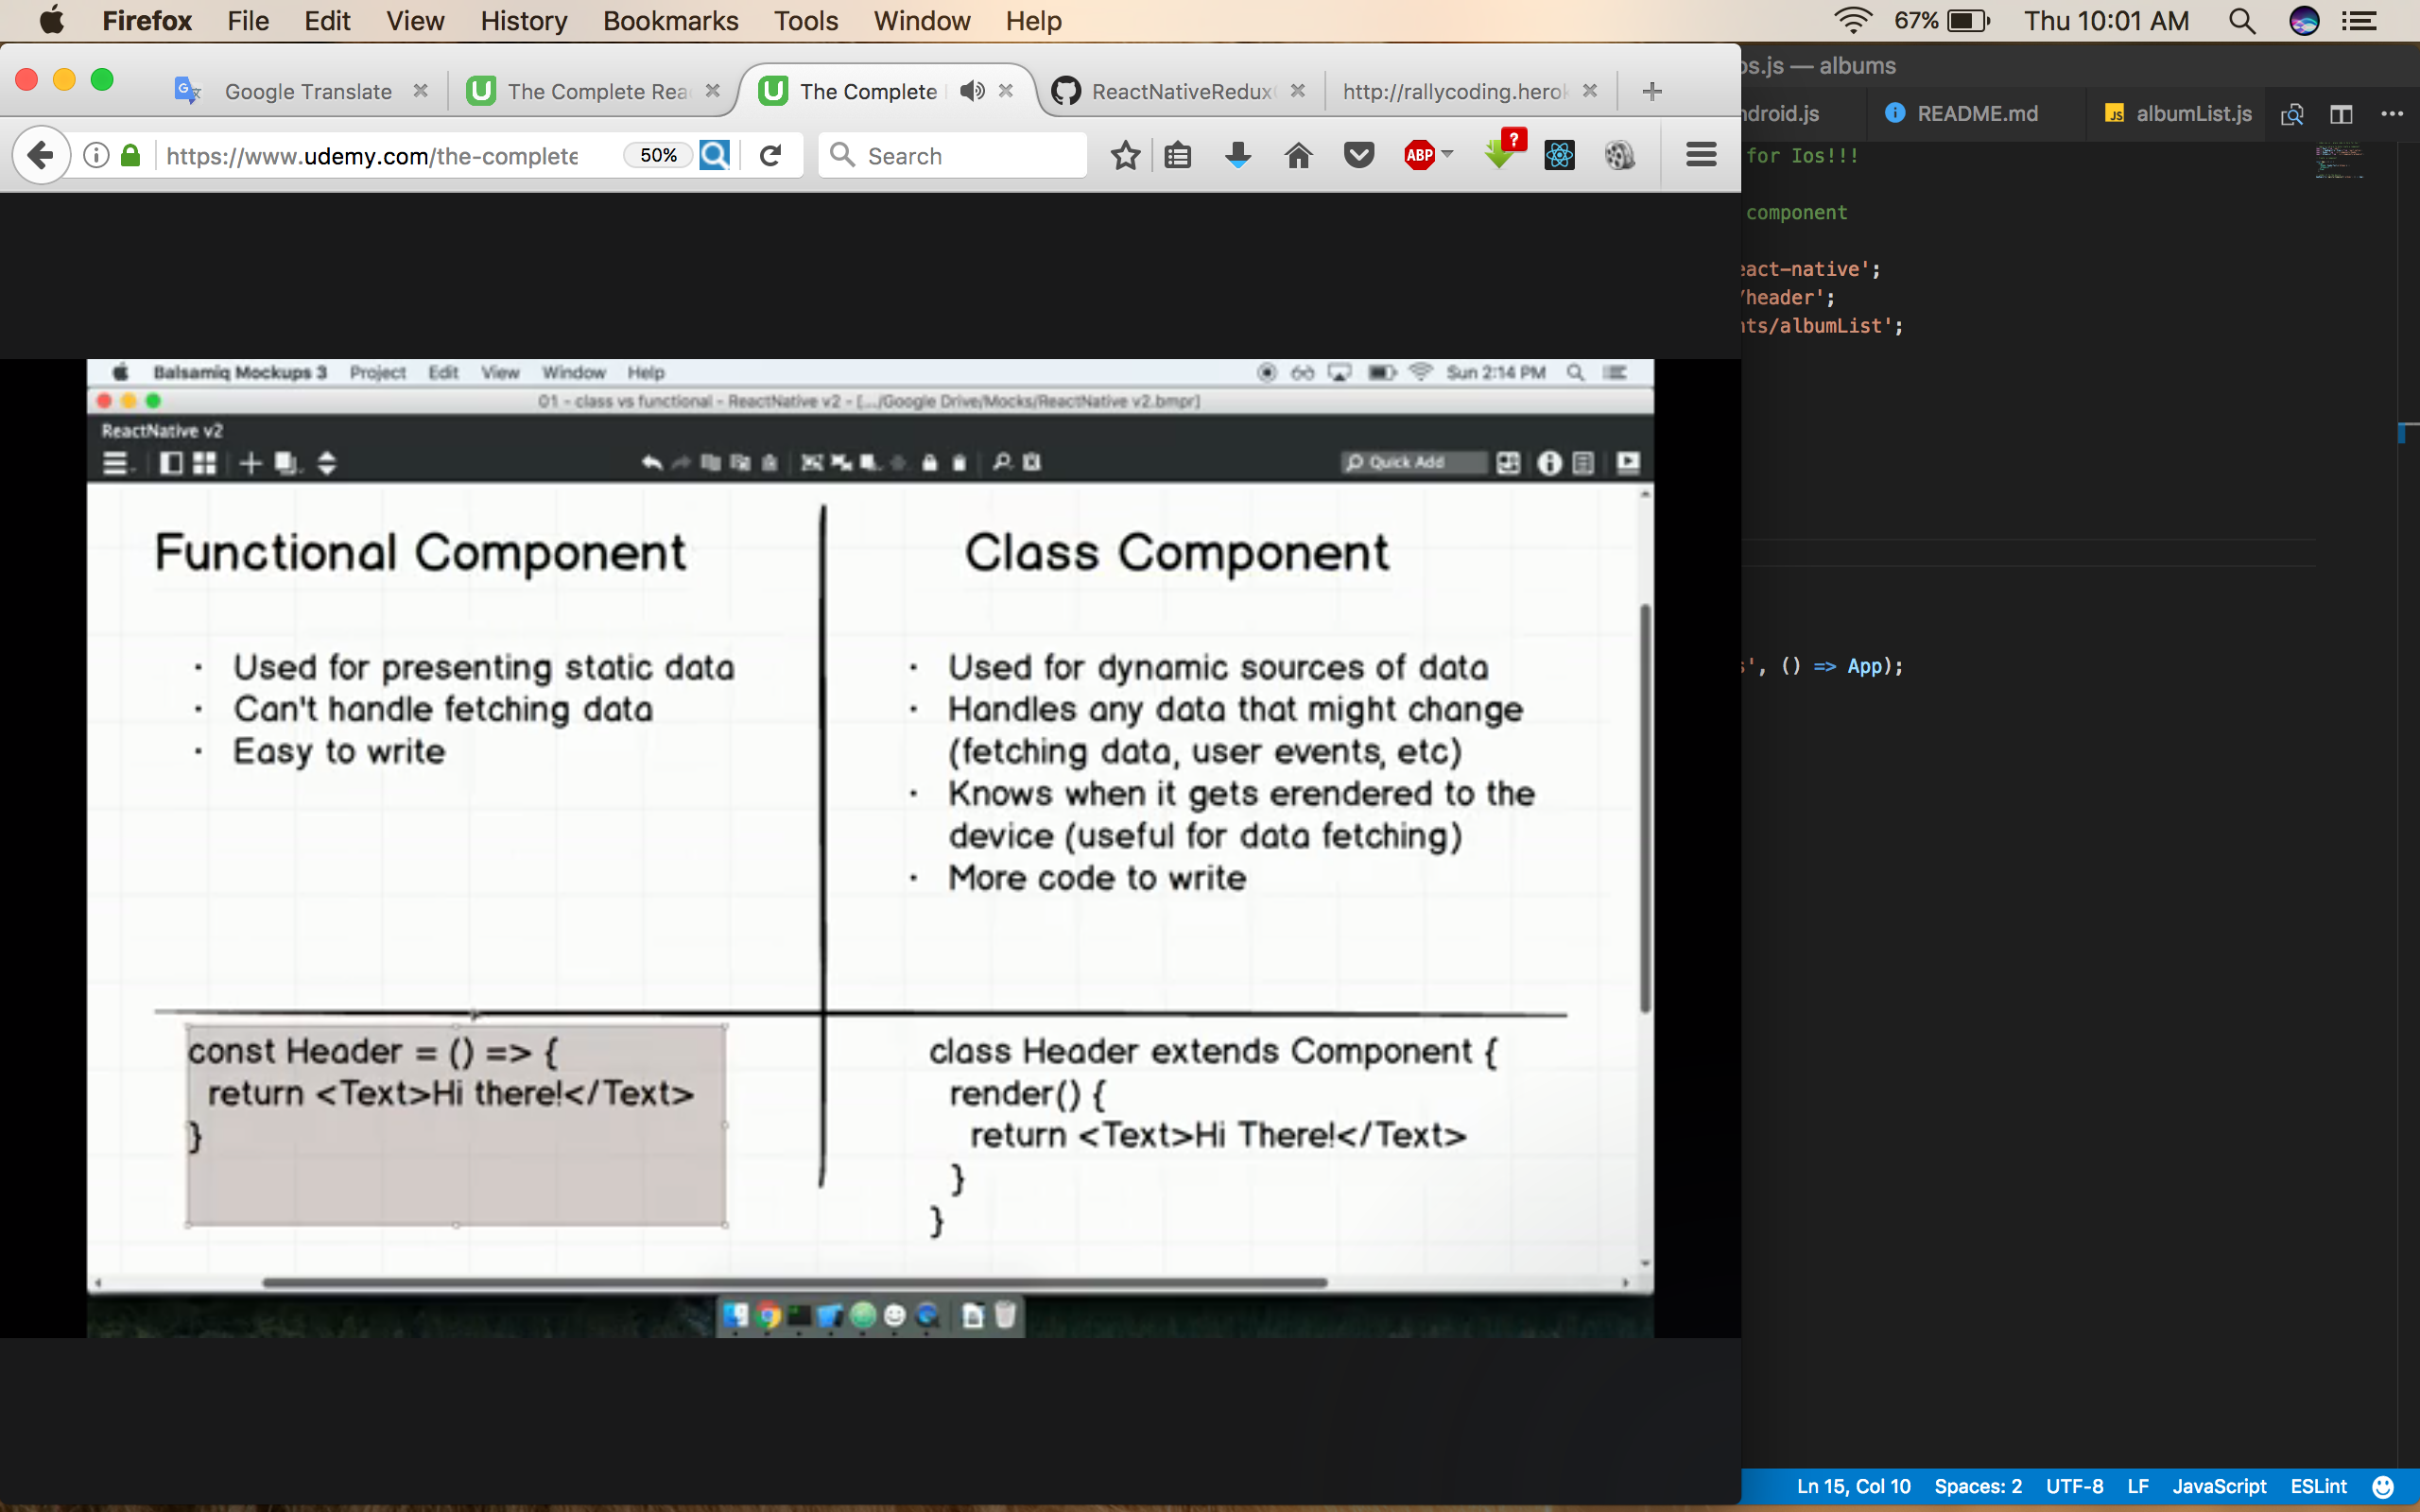 Firefox File Edit View History Bookmarks Tools Window Help 67% Thu 10:01 AM
Google Translate The Complete Rea The Complete ReactNativeRedux http://rallycoding.herok
https://www.udemy.com/the-complete 50% Search ABP ?
Balsamiq Mockups 3 Project Edit View Window Help Sun 2:14 PM
01 - class vs functional - ReactNative v2 - [.../Google Drive/Mocks/ReactNative v2.bmpr]
ReactNative v2
Quick Add
Functional Component
· Used for presenting static data
· Can't handle fetching data
· Easy to write
Class Component
· Used for dynamic sources of data
· Handles any data that might change
(fetching data, user events, etc)
· Knows when it gets erendered to the
device (useful for data fetching)
· More code to write
const Header = () => {
return <Text>Hi there!</Text>
}
class Header extends Component {
render() {
return <Text>Hi There!</Text>
}
}
os.js — albums
ndroid.js README.md JS albumList.js
for Ios!!!
component
eact-native';
/header';
nts/albumList';
s', () => App);
Ln 15, Col 10 Spaces: 2 UTF-8 LF JavaScript ESLint